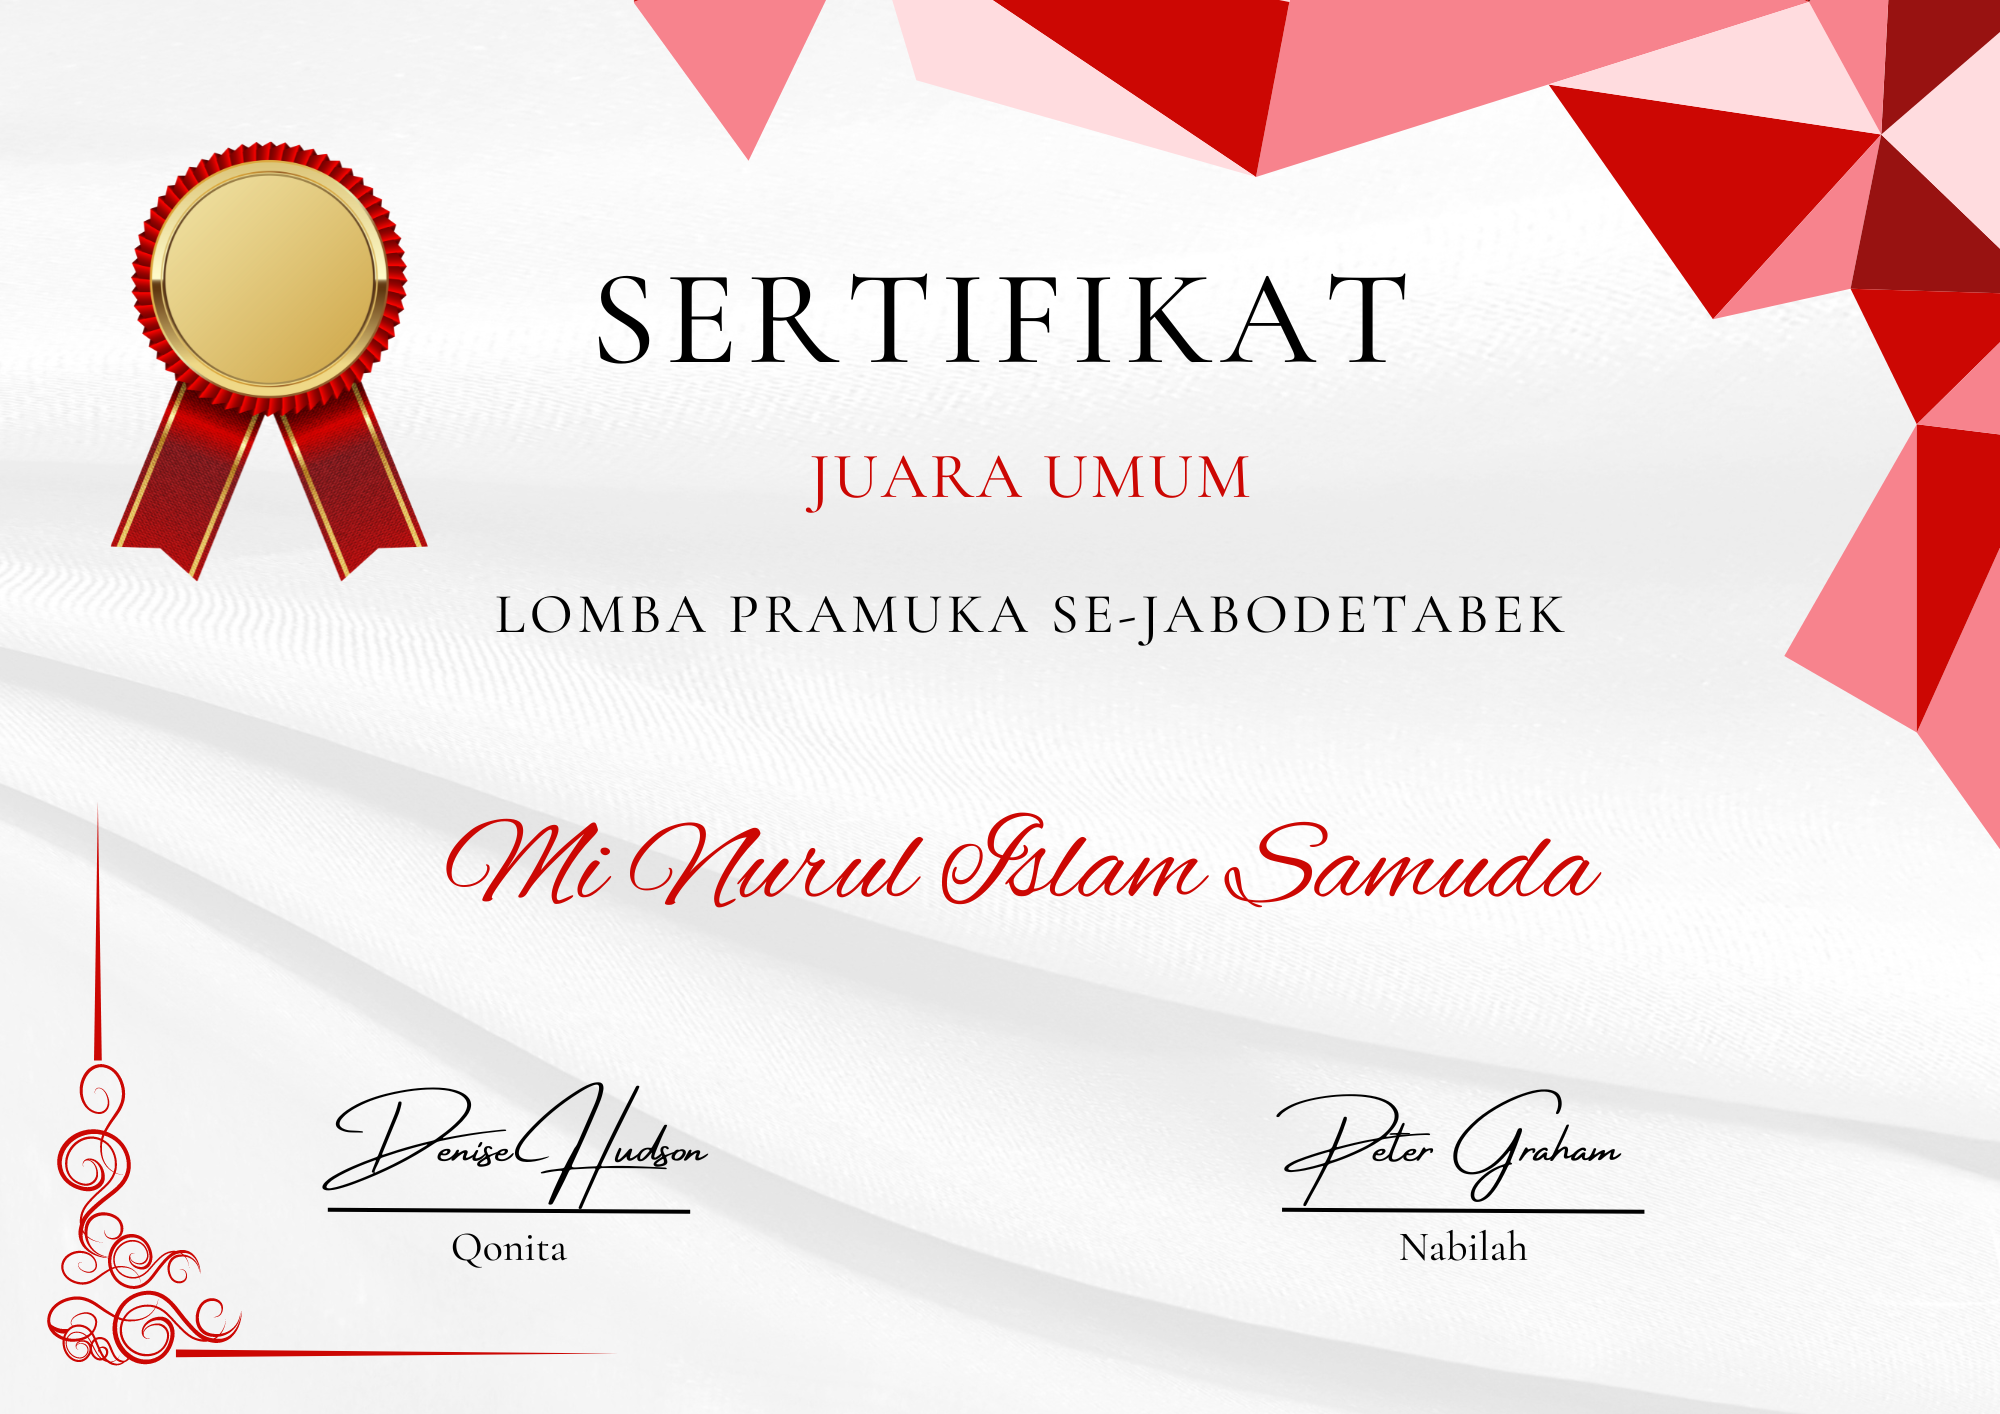 SERTIFIKAT
JUARA UMUM
LOMBA PRAMUKA SE-JABODETABEK
Mi Nurul Islam Samuda
Denise Hudson
Peter Graham
Qonita
Nabilah